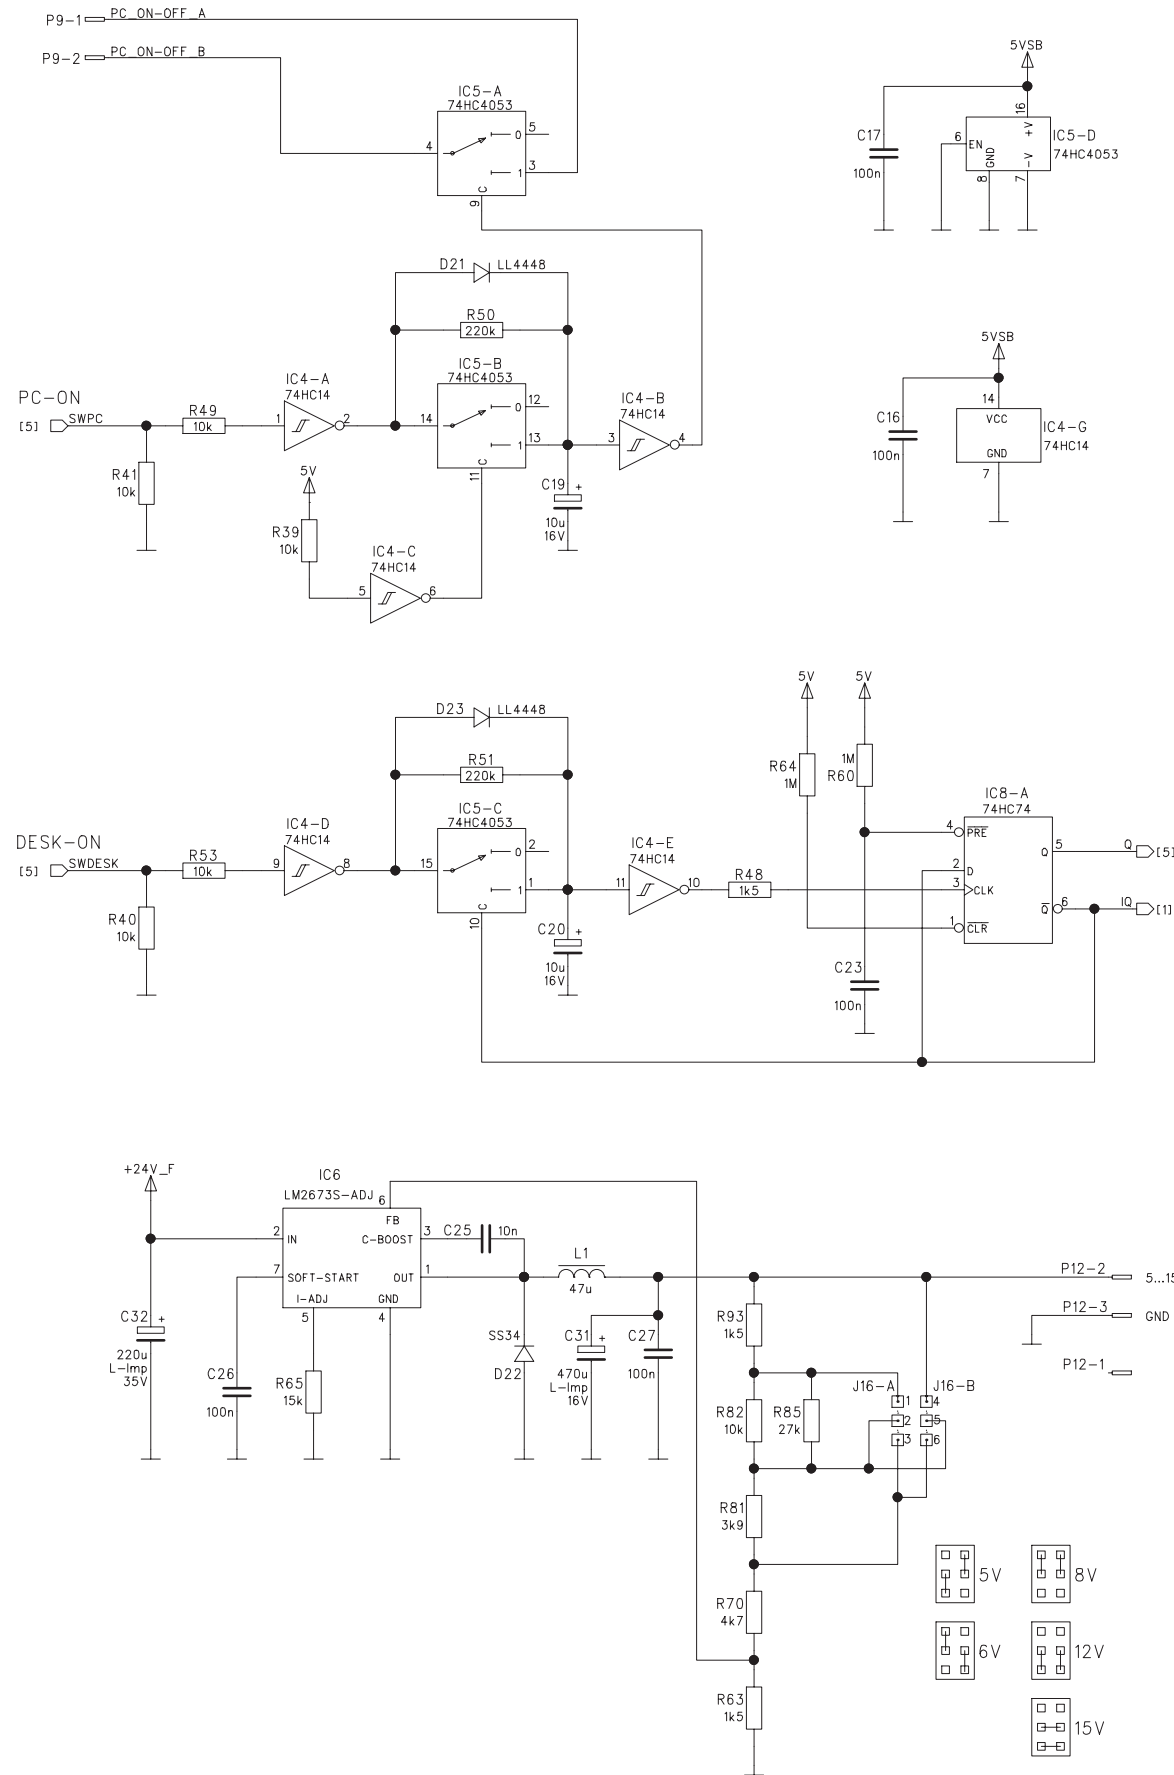 P9-1 PC_ON-OFF_A
P9-2 PC_ON-OFF_B
IC5-A
74HC4053
4
0 5
1 3
C
9
5VSB
16
C17
100n
6 EN
+V
GND
-V
8
7
IC5-D
74HC4053
D21 LL4448
R50
220k
IC5-B
74HC4053
14
0 12
1 13
C
11
PC-ON
[5] SWPC
R49
10k
R41
10k
IC4-A
74HC14
1 2
5V
R39
10k
IC4-C
74HC14
5 6
C19 +
10u
16V
IC4-B
74HC14
3 4
5VSB
14
C16
100n
VCC
GND
7
IC4-G
74HC14
D23 LL4448
R51
220k
IC5-C
74HC4053
15
0 2
1 1
C
10
DESK-ON
[5] SWDESK
R53
10k
R40
10k
IC4-D
74HC14
9 8
C20 +
10u
16V
IC4-E
74HC14
11 10
R48
1k5
5V
5V
R64
1M
1M
R60
C23
100n
IC8-A
74HC74
4 PRE
2 D
3 CLK
1 CLR
Q 5
Q 6
Q [5]
IQ [1]
+24V_F
IC6
LM2673S-ADJ
6
FB
2 IN
C-BOOST 3
7 SOFT-START
OUT 1
I-ADJ
GND
5
4
C25 10n
L1
47u
C32 +
220u
L-Imp
35V
C26
100n
R65
15k
SS34
D22
C31 +
470u
L-Imp
16V
C27
100n
R93
1k5
R82
10k
R85
27k
R81
3k9
R70
4k7
R63
1k5
J16-A J16-B
1 4
2 5
3 6
P12-2 5...15
P12-3 GND
P12-1
5V
8V
6V
12V
15V